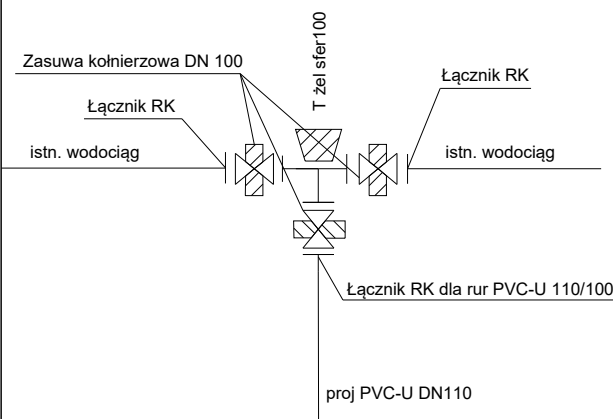 T żel sfer100
Zasuwa kołnierzowa DN 100
Łącznik RK
Łącznik RK
istn. wodociąg
istn. wodociąg
Łącznik RK dla rur PVC-U 110/100
proj PVC-U DN110